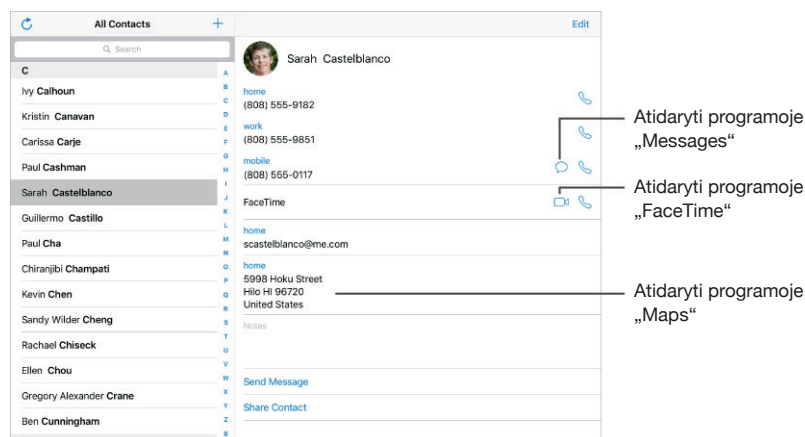 All Contacts
+
Edit
Search
C
Ivy Calhoun
Kristin Canavan
Carissa Carje
Paul Cashman
Sarah Castelblanco
Guillermo Castillo
Paul Cha
Chiranjibi Champati
Kevin Chen
Sandy Wilder Cheng
Rachael Chiseck
Ellen Chou
Gregory Alexander Crane
Ben Cunningham
A
B
C
D
E
F
G
H
I
J
K
L
M
N
O
P
Q
R
S
T
U
V
W
X
Y
Z
#
Sarah Castelblanco
home
(808) 555-9182
work
(808) 555-9851
mobile
(808) 555-0117
FaceTime
home
scastelblanco@me.com
home
5998 Hoku Street
Hilo HI 96720
United States
Notes
Send Message
Share Contact
Atidaryti programoje
„Messages“
Atidaryti programoje
„FaceTime“
Atidaryti programoje
„Maps“